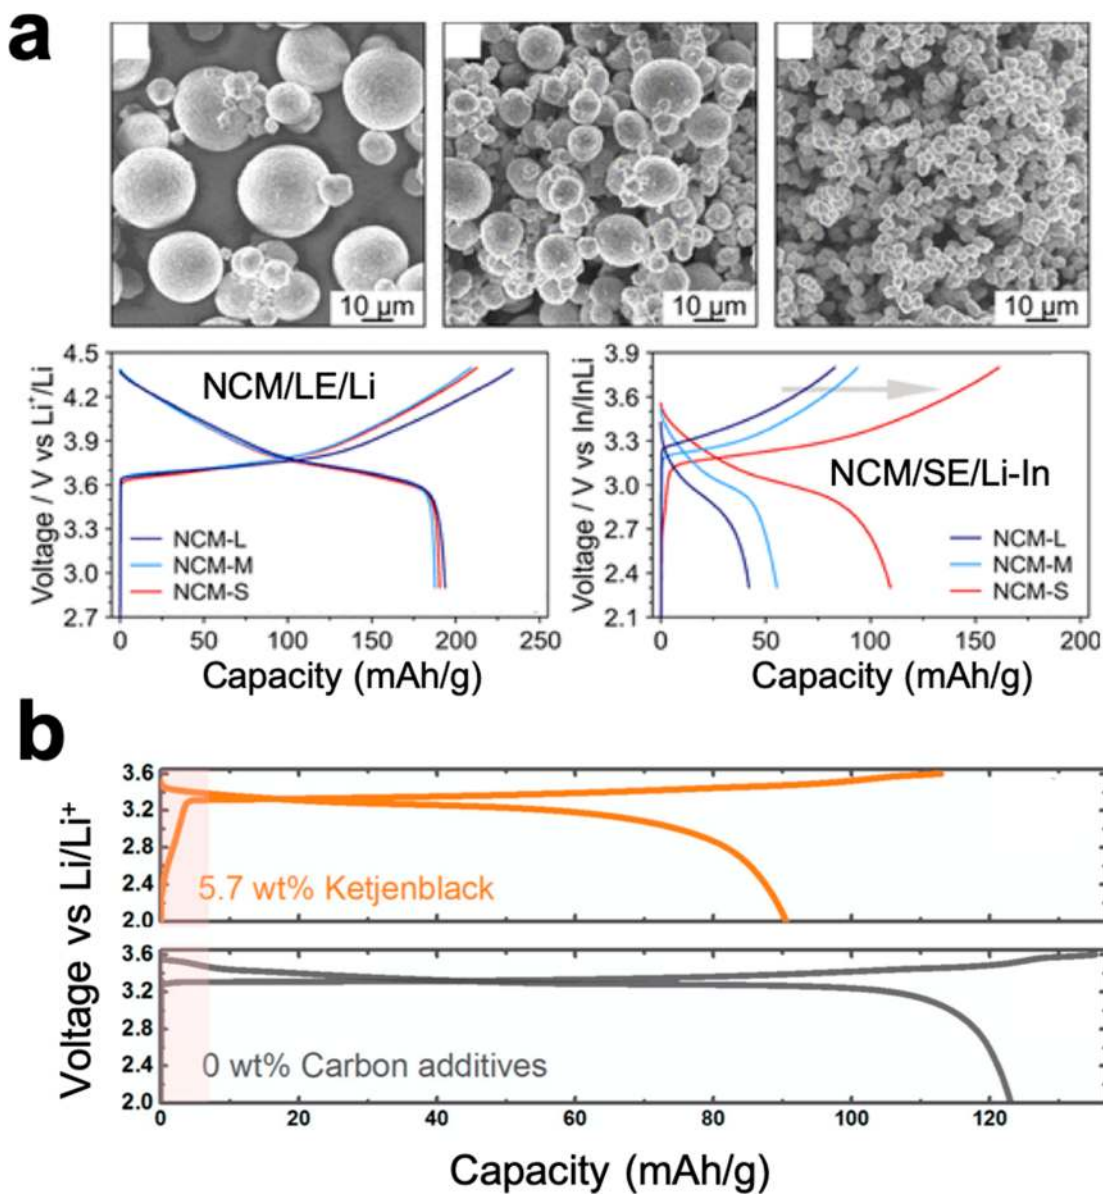 a
10 µm
10 µm
10 µm
Voltage / V vs Li⁺/Li
4.5
4.2
3.9
3.6
3.3
3.0
2.7
NCM/LE/Li
NCM-L
NCM-M
NCM-S
0 50 100 150 200 250
Capacity (mAh/g)
Voltage / V vs In/InLi
3.9
3.6
3.3
3.0
2.7
2.4
2.1
NCM/SE/Li-In
NCM-L
NCM-M
NCM-S
0 50 100 150 200
Capacity (mAh/g)
b
Voltage vs Li/Li⁺
3.6
3.2
2.8
2.4
2.0
5.7 wt% Ketjenblack
3.6
3.2
2.8
2.4
2.0
0 wt% Carbon additives
0 20 40 60 80 100 120
Capacity (mAh/g)